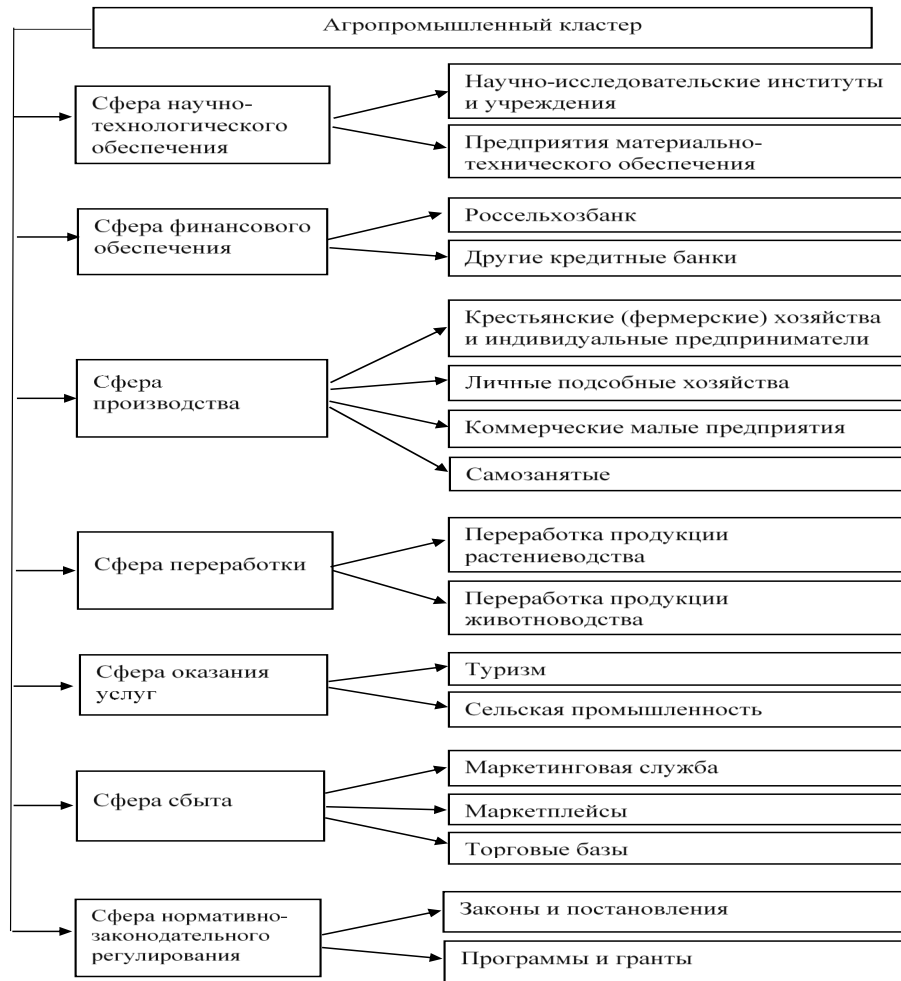 Агропромышленный кластер
Сфера научно-
технологического
обеспечения
Научно-исследовательские институты
и учреждения
Предприятия материально-
технического обеспечения
Сфера финансового
обеспечения
Россельхозбанк
Другие кредитные банки
Сфера
производства
Крестьянские (фермерские) хозяйства
и индивидуальные предприниматели
Личные подсобные хозяйства
Коммерческие малые предприятия
Самозанятые
Сфера переработки
Переработка продукции
растениеводства
Переработка продукции
животноводства
Сфера оказания
услуг
Туризм
Сельская промышленность
Сфера сбыта
Маркетинговая служба
Маркетплейсы
Торговые базы
Сфера нормативно-
законодательного
регулирования
Законы и постановления
Программы и гранты